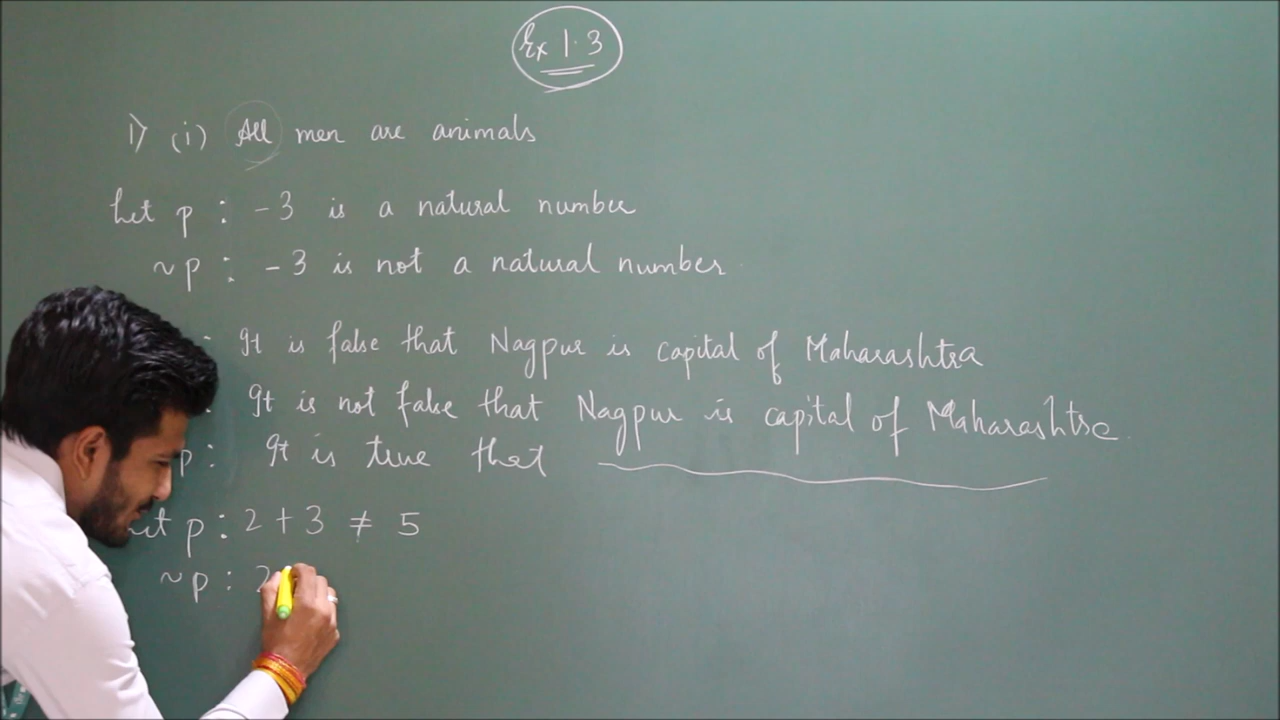 Ex 1.3
1) (i) All men are animals
Let p : -3 is a natural number
~p : -3 is not a natural number
: It is false that Nagpur is capital of Maharashtra
: It is not false that Nagpur is capital of Maharashtra
p : It is true that
Let p : 2 + 3 ≠ 5
~p : 2